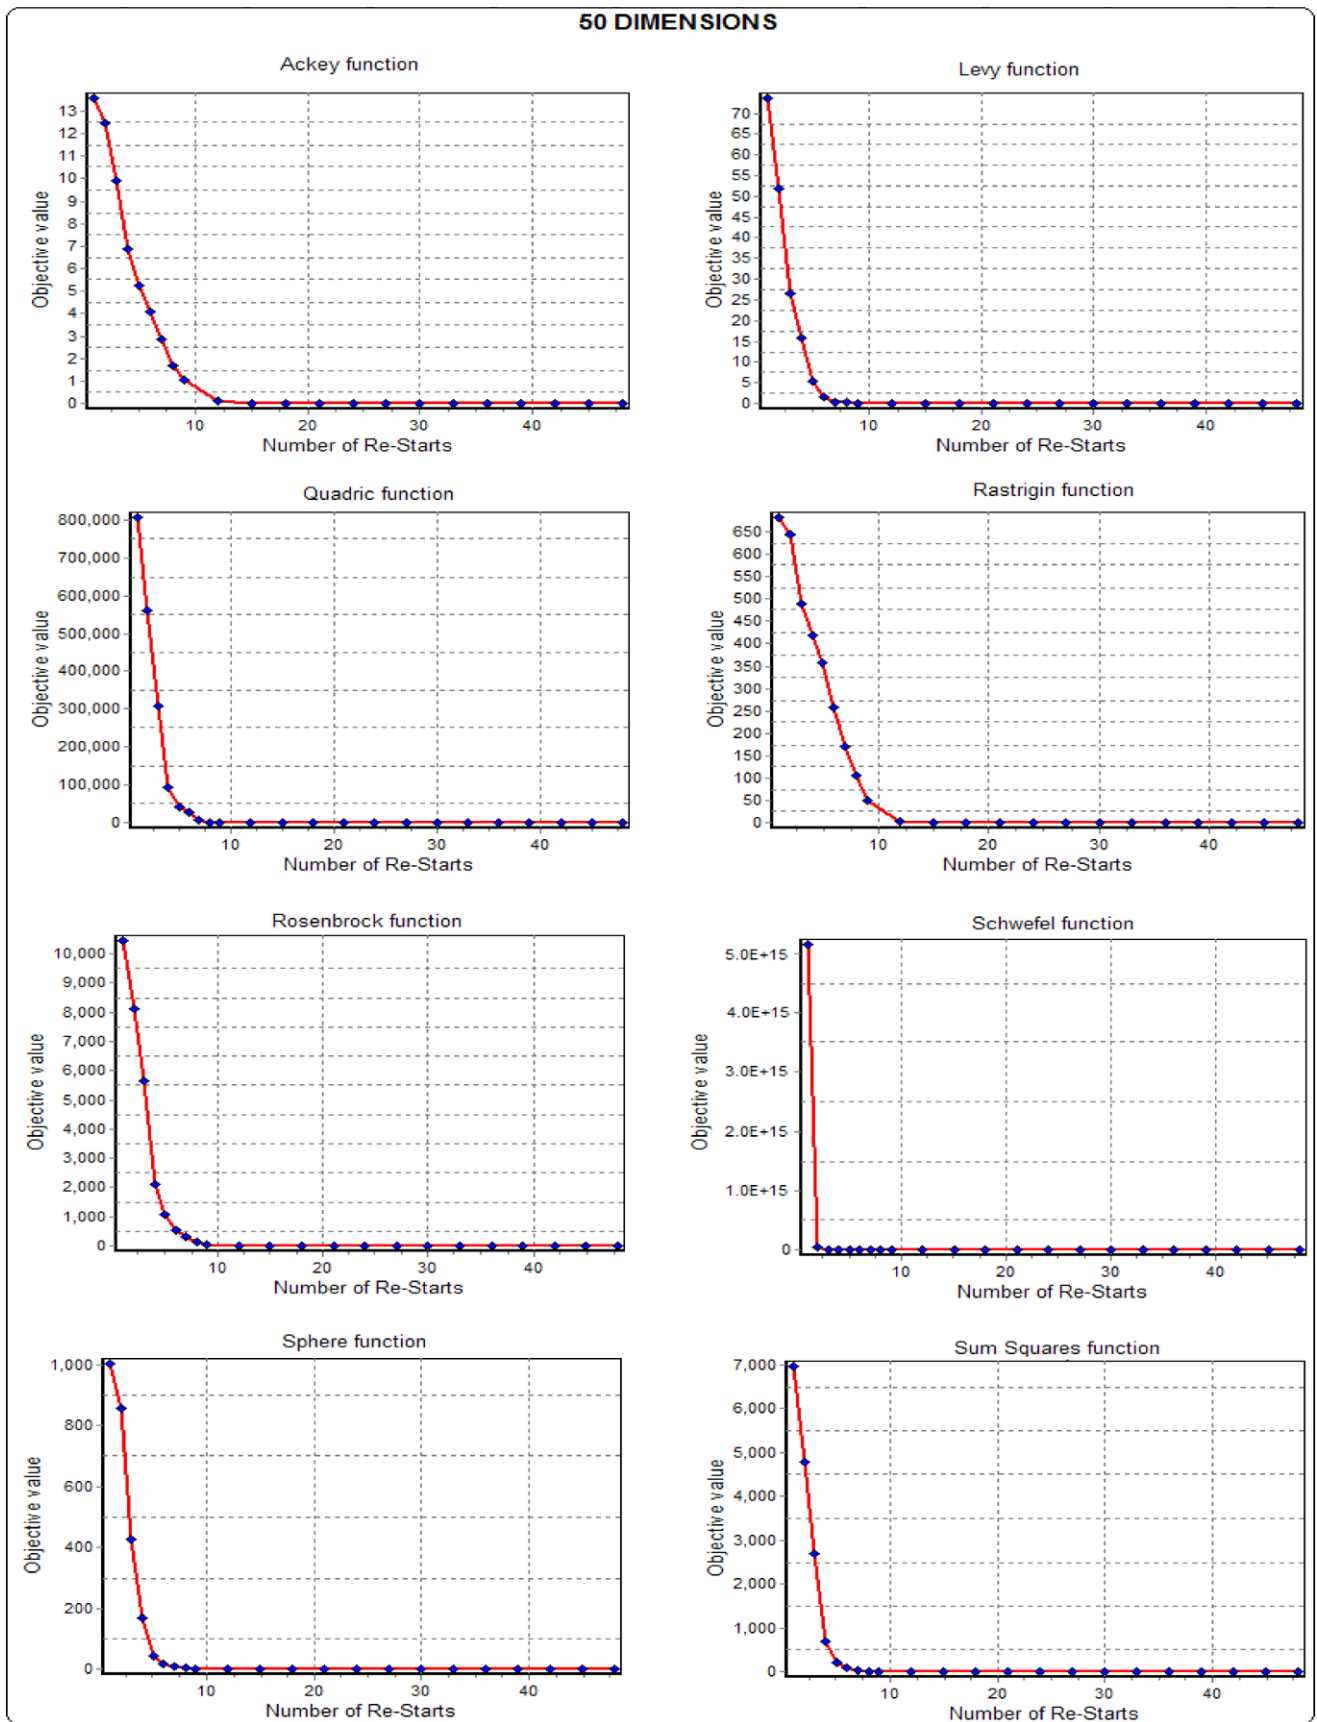 50 DIMENSIONS
Ackey function
13
12
11
10
9
8
7
6
5
4
3
2
1
0
Objective value
10 20 30 40
Number of Re-Starts
Levy function
70
65
60
55
50
45
40
35
30
25
20
15
10
5
0
Objective value
10 20 30 40
Number of Re-Starts
Quadric function
800,000
700,000
600,000
500,000
400,000
300,000
200,000
100,000
0
Objective value
10 20 30 40
Number of Re-Starts
Rastrigin function
650
600
550
500
450
400
350
300
250
200
150
100
50
0
Objective value
10 20 30 40
Number of Re-Starts
Rosenbrock function
10,000
9,000
8,000
7,000
6,000
5,000
4,000
3,000
2,000
1,000
0
Objective value
10 20 30 40
Number of Re-Starts
Schwefel function
5.0E+15
4.0E+15
3.0E+15
2.0E+15
1.0E+15
0
Objective value
10 20 30 40
Number of Re-Starts
Sphere function
1,000
800
600
400
200
0
Objective value
10 20 30 40
Number of Re-Starts
Sum Squares function
7,000
6,000
5,000
4,000
3,000
2,000
1,000
0
Objective value
10 20 30 40
Number of Re-Starts